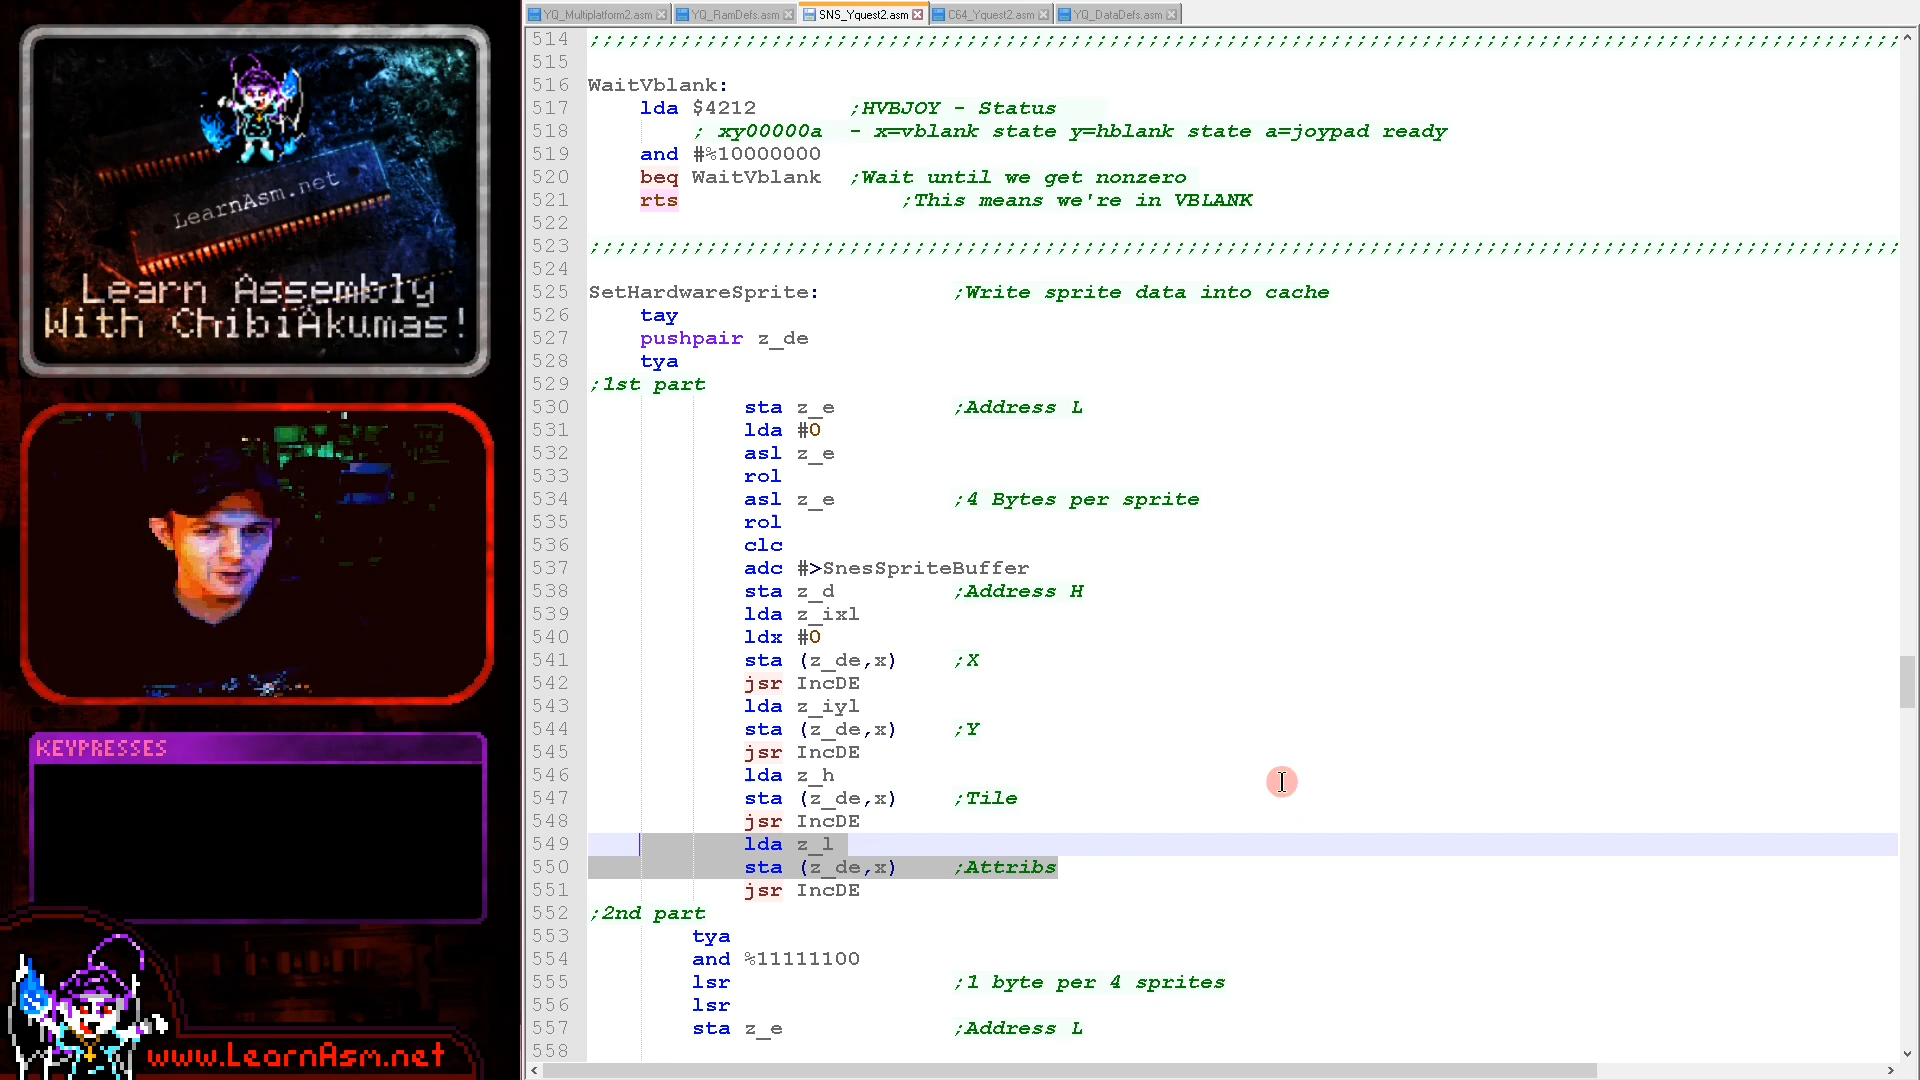 LearnAsm.net
Learn Assembly
With ChibiAkumas!
KEYPRESSES
www.LearnAsm.net
YQ_Multiplatform2.asm YQ_RamDefs.asm SNS_Yquest2.asm C64_Yquest2.asm YQ_DataDefs.asm
514 ;;;;;;;;;;;;;;;;;;;;;;;;;;;;;;;;;;;;;;;;;;;;;;;;;;;;;;;;;;;;;;;;;;;;;;;;;;;;;;;;;;;;;;;;;;;;;;;;;;;;;
515
516 WaitVblank:
517 lda $4212 ;HVBJOY - Status
518 ; xy00000a - x=vblank state y=hblank state a=joypad ready
519 and #%10000000
520 beq WaitVblank ;Wait until we get nonzero
521 rts ;This means we're in VBLANK
522
523 ;;;;;;;;;;;;;;;;;;;;;;;;;;;;;;;;;;;;;;;;;;;;;;;;;;;;;;;;;;;;;;;;;;;;;;;;;;;;;;;;;;;;;;;;;;;;;;;;;;;;;
524
525 SetHardwareSprite: ;Write sprite data into cache
526 tay
527 pushpair z_de
528 tya
529 ;1st part
530 sta z_e ;Address L
531 lda #0
532 asl z_e
533 rol
534 asl z_e ;4 Bytes per sprite
535 rol
536 clc
537 adc #>SnesSpriteBuffer
538 sta z_d ;Address H
539 lda z_ixl
540 ldx #0
541 sta (z_de,x) ;X
542 jsr IncDE
543 lda z_iyl
544 sta (z_de,x) ;Y
545 jsr IncDE
546 lda z_h
547 sta (z_de,x) ;Tile
548 jsr IncDE
549 lda z_l
550 sta (z_de,x) ;Attribs
551 jsr IncDE
552 ;2nd part
553 tya
554 and %11111100
555 lsr ;1 byte per 4 sprites
556 lsr
557 sta z_e ;Address L
558